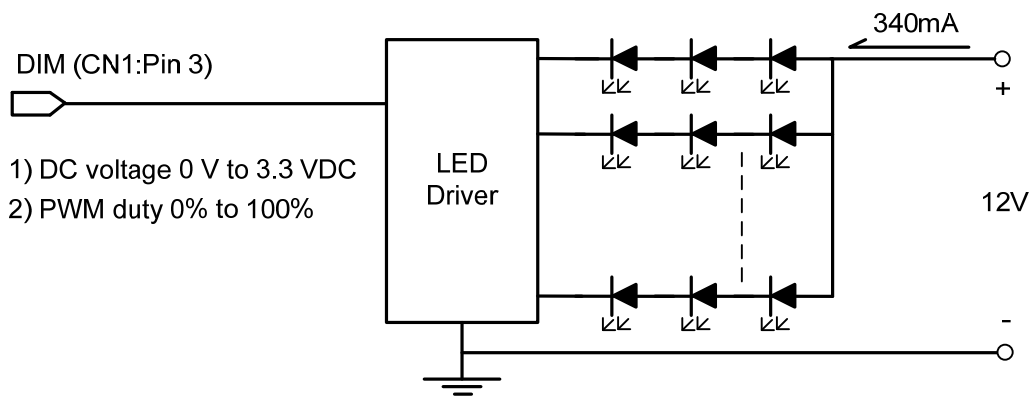 340mA
DIM (CN1:Pin 3)
+
1) DC voltage 0 V to 3.3 VDC
2) PWM duty 0% to 100%
LED
Driver
12V
-